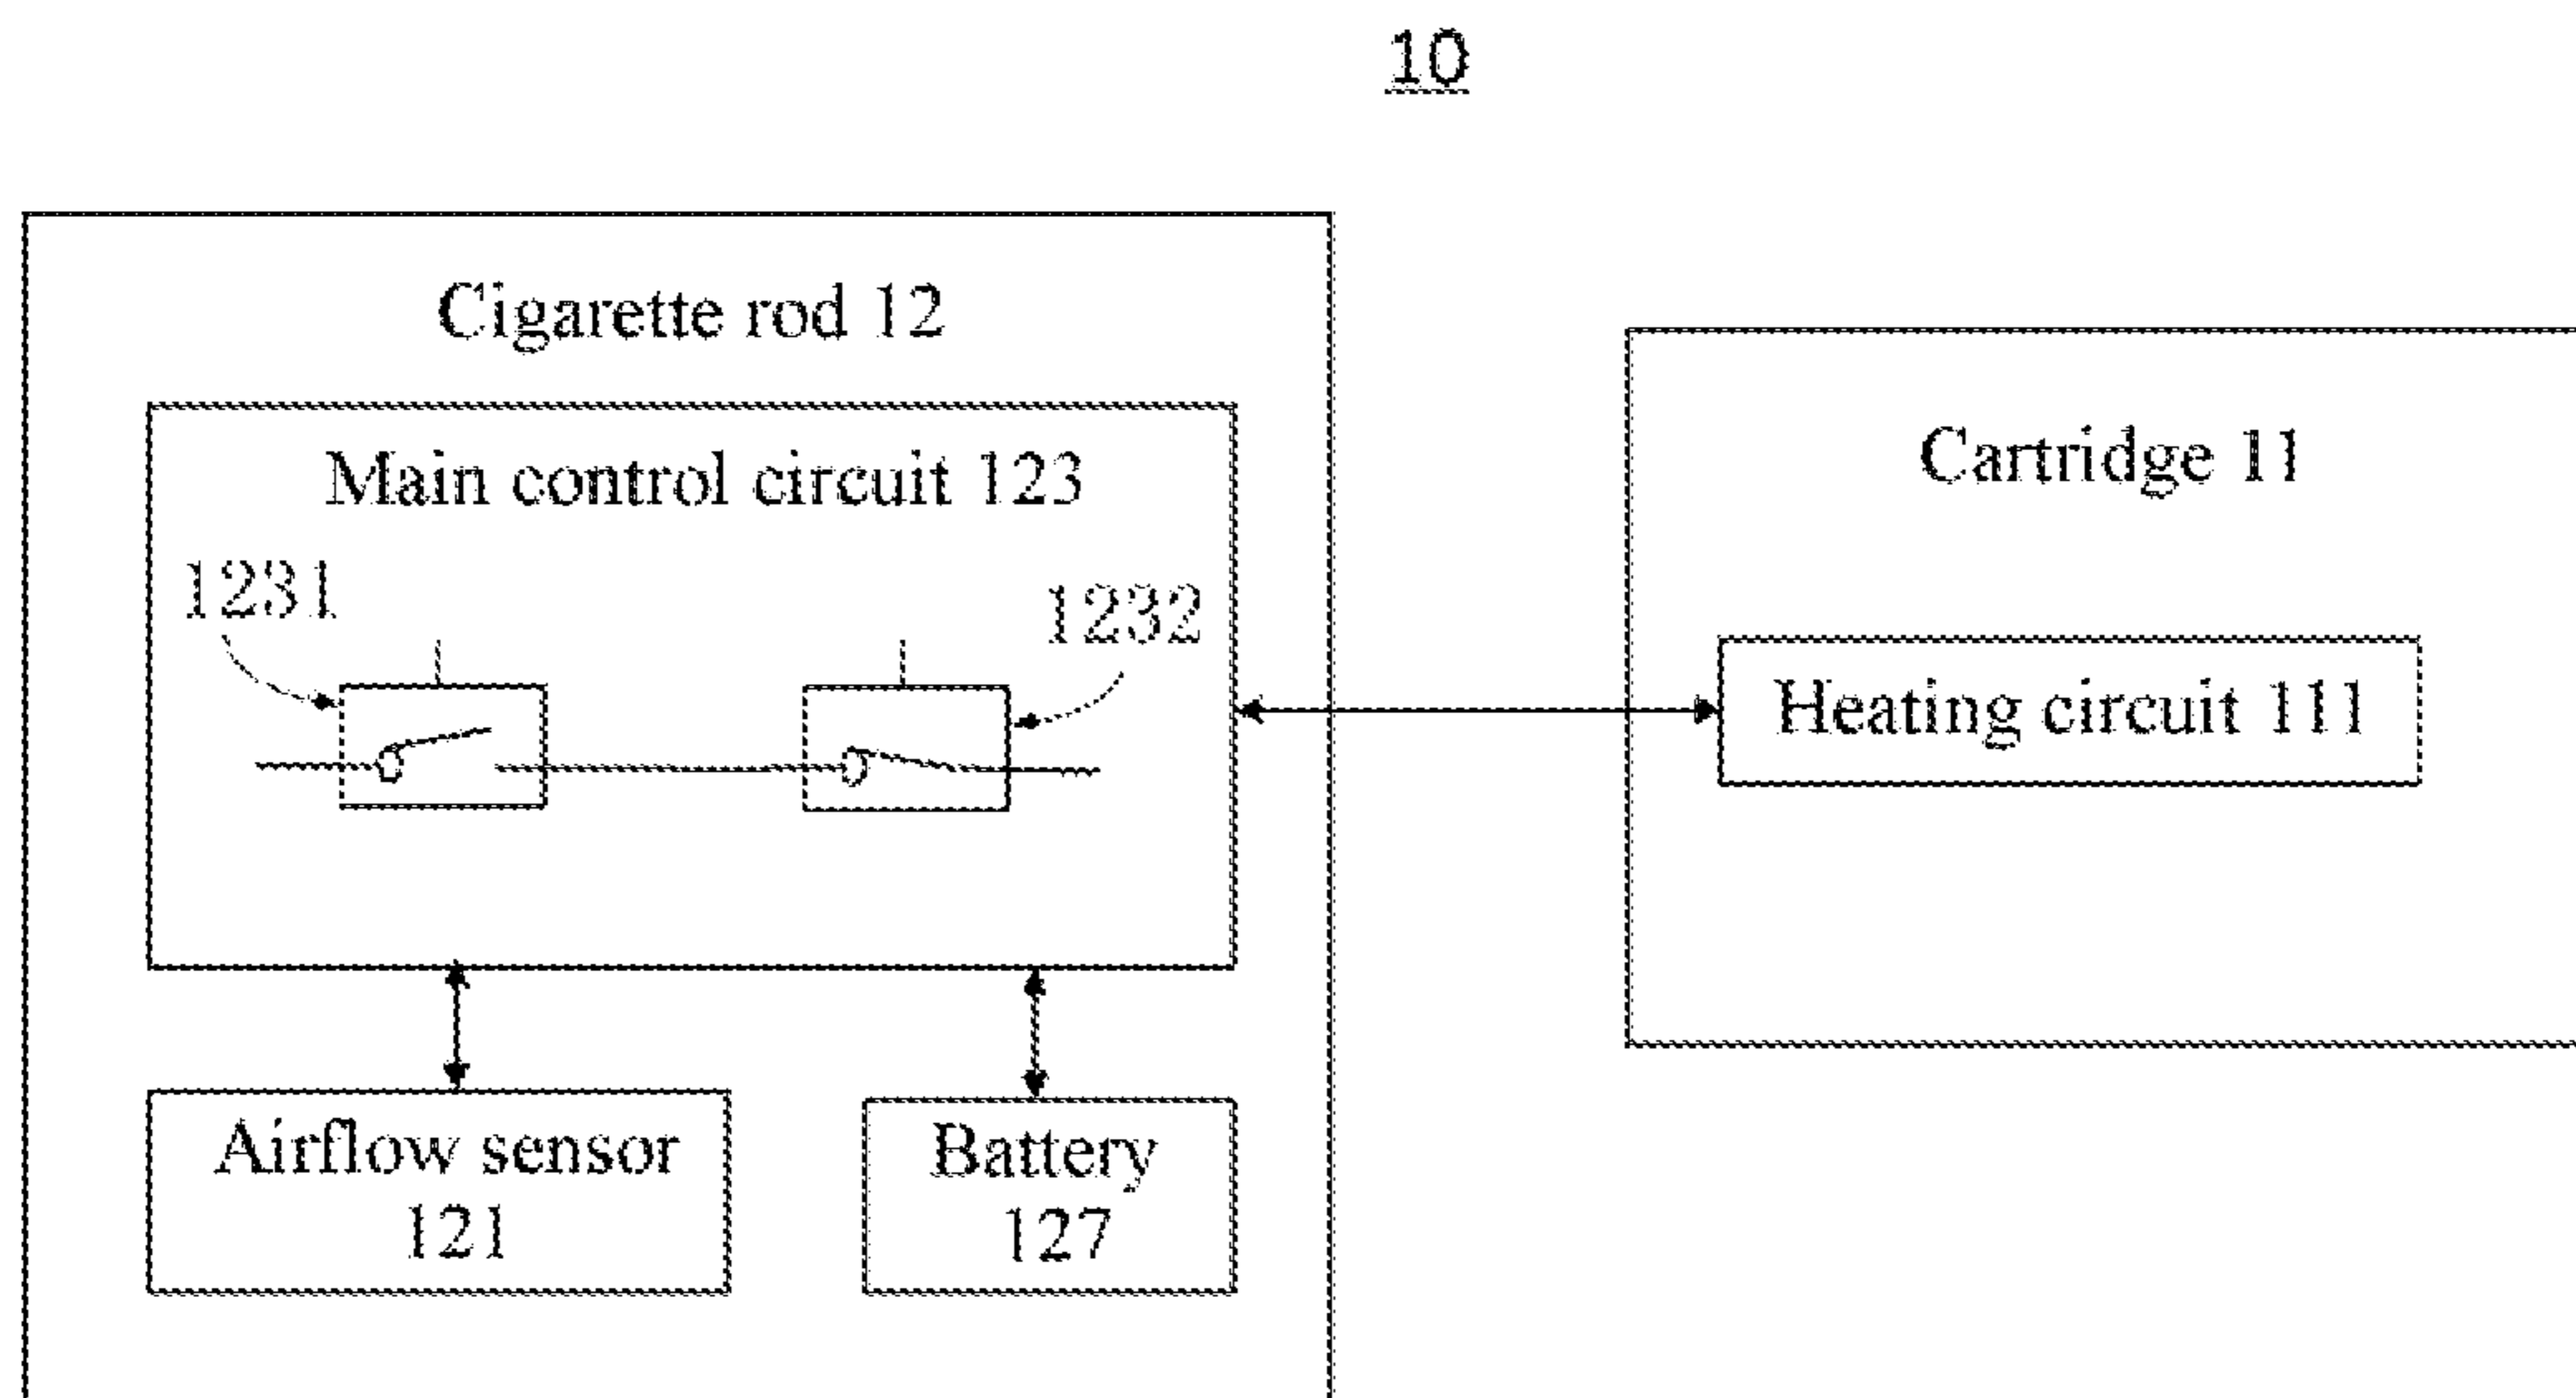 10
Cigarette rod 12
Main control circuit 123
1231
1232
Cartridge 11
Heating circuit 111
Airflow sensor
121
Battery
127